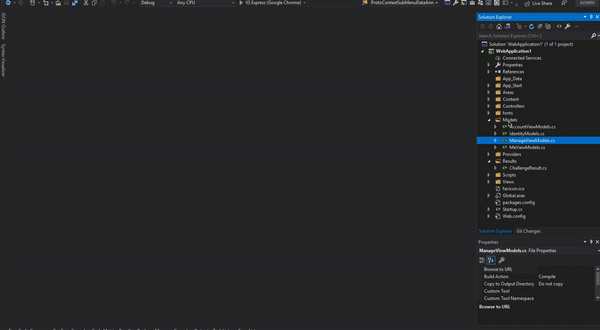 Debug Any CPU IIS Express (Google Chrome) ProtoContentSubMenuDataAnn Live Share ADMIN
JSON Outline
Syntax Visualizer
Solution Explorer
Search Solution Explorer (Ctrl+;)
Solution 'WebApplication1' (1 of 1 project)
WebApplication1
Connected Services
Properties
References
App_Data
App_Start
Areas
Content
Controllers
fonts
Models
AccountViewModels.cs
IdentityModels.cs
ManageViewModels.cs
MeViewModels.cs
Providers
Results
ChallengeResult.cs
Scripts
Views
favicon.ico
Global.asax
packages.config
Startup.cs
Web.config
Solution Explorer Git Changes
Properties
ManageViewModels.cs File Properties
Browse to URL
Build Action Compile
Copy to Output Directory Do not copy
Custom Tool
Custom Tool Namespace
Browse to URL